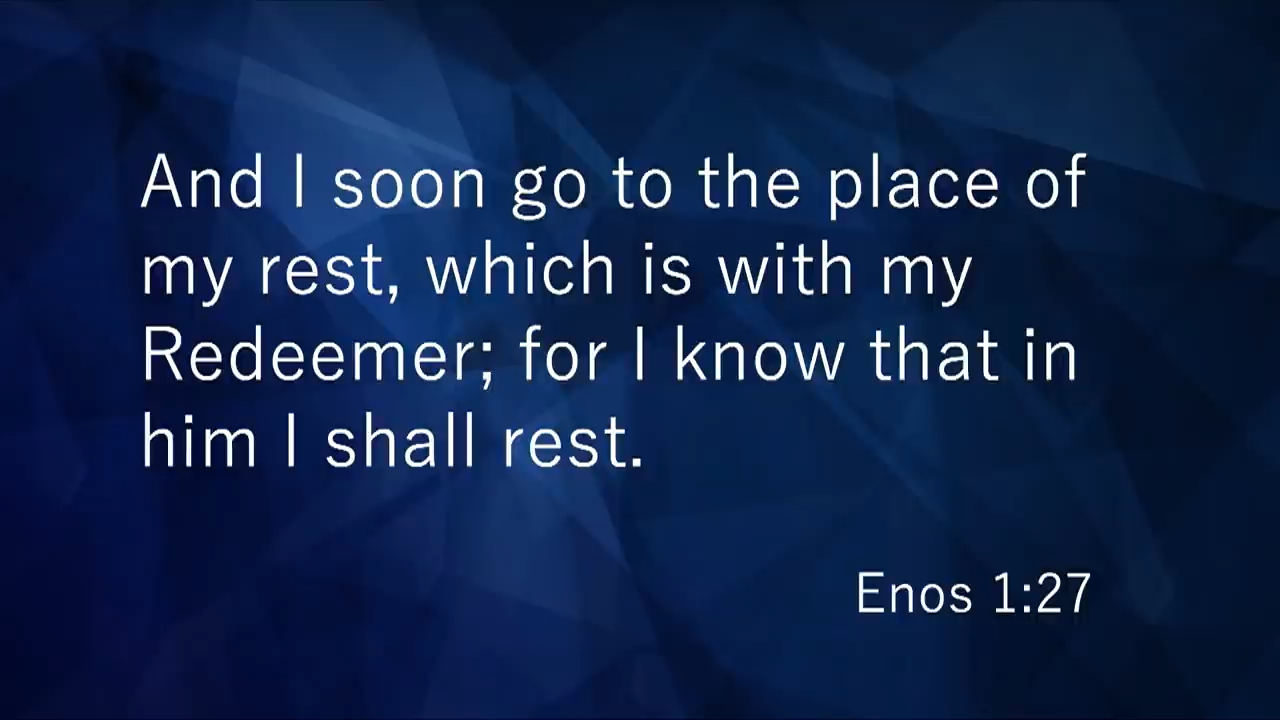 And I soon go to the place of
my rest, which is with my
Redeemer; for I know that in
him I shall rest.
Enos 1:27